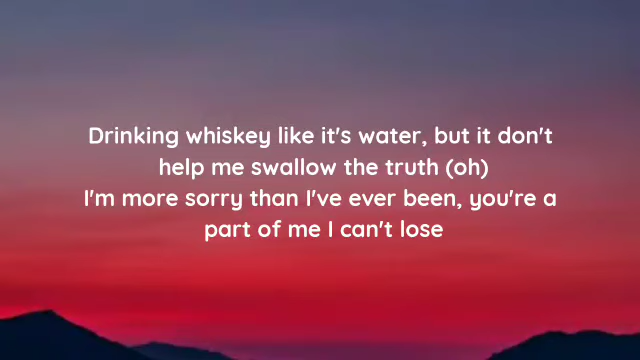 Drinking whiskey like it's water, but it don't
help me swallow the truth (oh)
I'm more sorry than I've ever been, you're a
part of me I can't lose